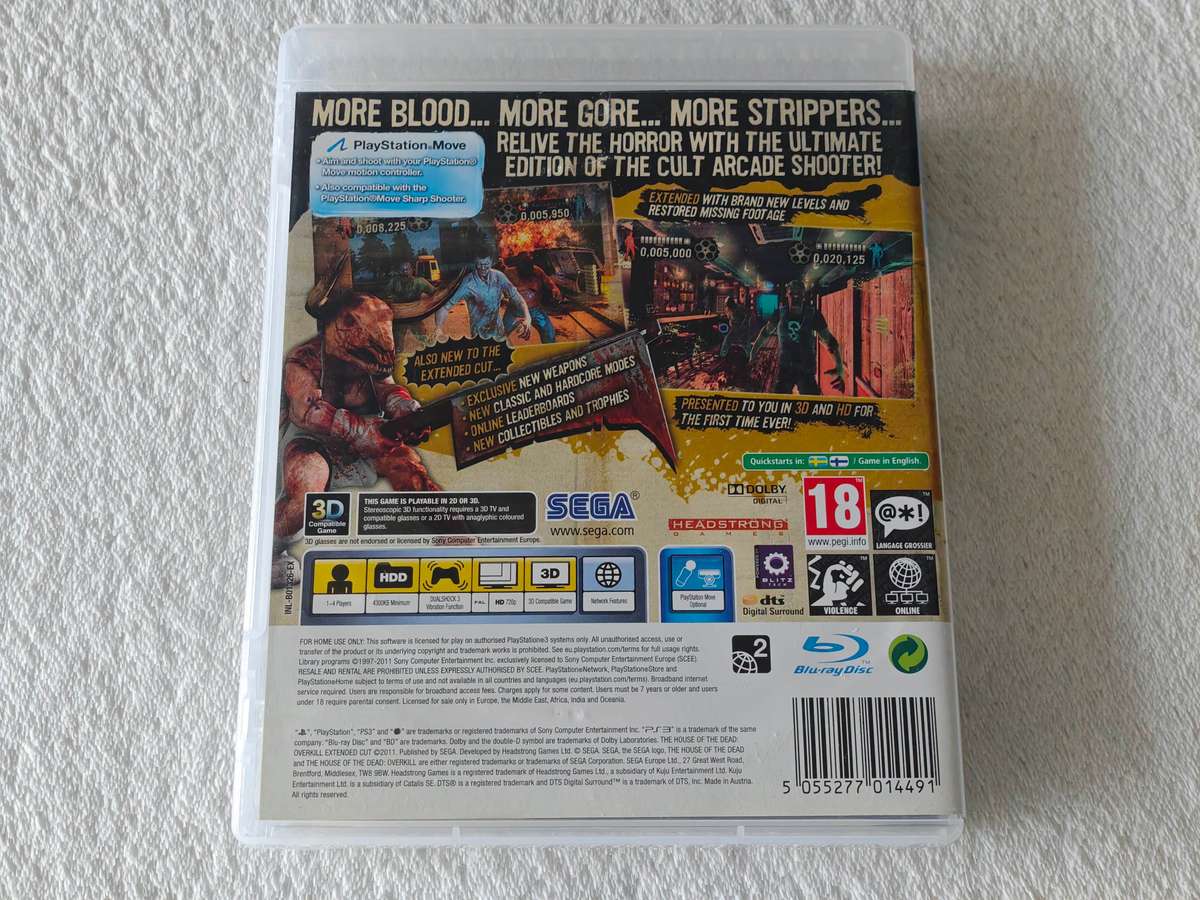 MORE BLOOD... MORE GORE... MORE STRIPPERS...
RELIVE THE HORROR WITH THE ULTIMATE
EDITION OF THE CULT ARCADE SHOOTER!
PlayStation®Move
• Aim and shoot with your PlayStation®
Move motion controller.
• Also compatible with the
PlayStation®Move Sharp Shooter.
EXTENDED WITH BRAND NEW LEVELS AND
RESTORED MISSING FOOTAGE
0,008,225
0,005,950
0,005,000
0,020,125
ALSO NEW TO THE
EXTENDED CUT...
• EXCLUSIVE NEW WEAPONS
• NEW CLASSIC AND HARDCORE MODES
• ONLINE LEADERBOARDS
• NEW COLLECTIBLES AND TROPHIES
PRESENTED TO YOU IN 3D AND HD FOR
THE FIRST TIME EVER!
Quickstarts in: / Game in English.
3D
Compatible
Game
THIS GAME IS PLAYABLE IN 2D OR 3D.
Stereoscopic 3D functionality requires a 3D TV and
compatible glasses or a 2D TV with anaglyphic coloured
glasses.
3D glasses are not endorsed or licensed by Sony Computer Entertainment Europe.
SEGA®
www.sega.com
DOLBY
DIGITAL
HEADSTRONG
GAMES
18
www.pegi.info
@*!
LANGAGE GROSSIER
VIOLENCE
ONLINE
1-4 Players
HDD
4300KB Minimum
DUALSHOCK 3
Vibration Function
PAL
HD 720p
3D
3D Compatible Game
Network Features
PlayStation Move
Optional
BLITZ
TECH
dts
Digital Surround
FOR HOME USE ONLY: This software is licensed for play on authorised PlayStation®3 systems only. All unauthorised access, use or
transfer of the product or its underlying copyright and trademark works is prohibited. See eu.playstation.com/terms for full usage rights.
Library programs ©1997-2011 Sony Computer Entertainment Inc. exclusively licensed to Sony Computer Entertainment Europe (SCEE).
RESALE AND RENTAL ARE PROHIBITED UNLESS EXPRESSLY AUTHORISED BY SCEE. PlayStation®Network, PlayStation®Store and
PlayStation®Home subject to terms of use and not available in all countries and languages (eu.playstation.com/terms). Broadband internet
service required. Users are responsible for broadband access fees. Charges apply for some content. Users must be 7 years or older and users
under 18 require parental consent. Licensed for sale only in Europe, the Middle East, Africa, India and Oceania.
2
Blu-ray Disc™
", "PlayStation", "PS3" and " " are trademarks or registered trademarks of Sony Computer Entertainment Inc. "PS3" is a trademark of the same
company. "Blu-ray Disc" and "BD" are trademarks. Dolby and the double-D symbol are trademarks of Dolby Laboratories. THE HOUSE OF THE DEAD:
OVERKILL EXTENDED CUT ©2011. Published by SEGA. Developed by Headstrong Games Ltd. © SEGA. SEGA, the SEGA logo, THE HOUSE OF THE DEAD
and THE HOUSE OF THE DEAD: OVERKILL are either registered trademarks or trademarks of SEGA Corporation. SEGA Europe Ltd., 27 Great West Road,
Brentford, Middlesex, TW8 9BW. Headstrong Games is a registered trademark of Headstrong Games Ltd., a subsidiary of Kuju Entertainment Ltd. Kuju
Entertainment Ltd. is a subsidiary of Catalis SE. DTS® is a registered trademark and DTS Digital Surround™ is a trademark of DTS, Inc. Made in Austria.
All rights reserved.
5 055277 014491